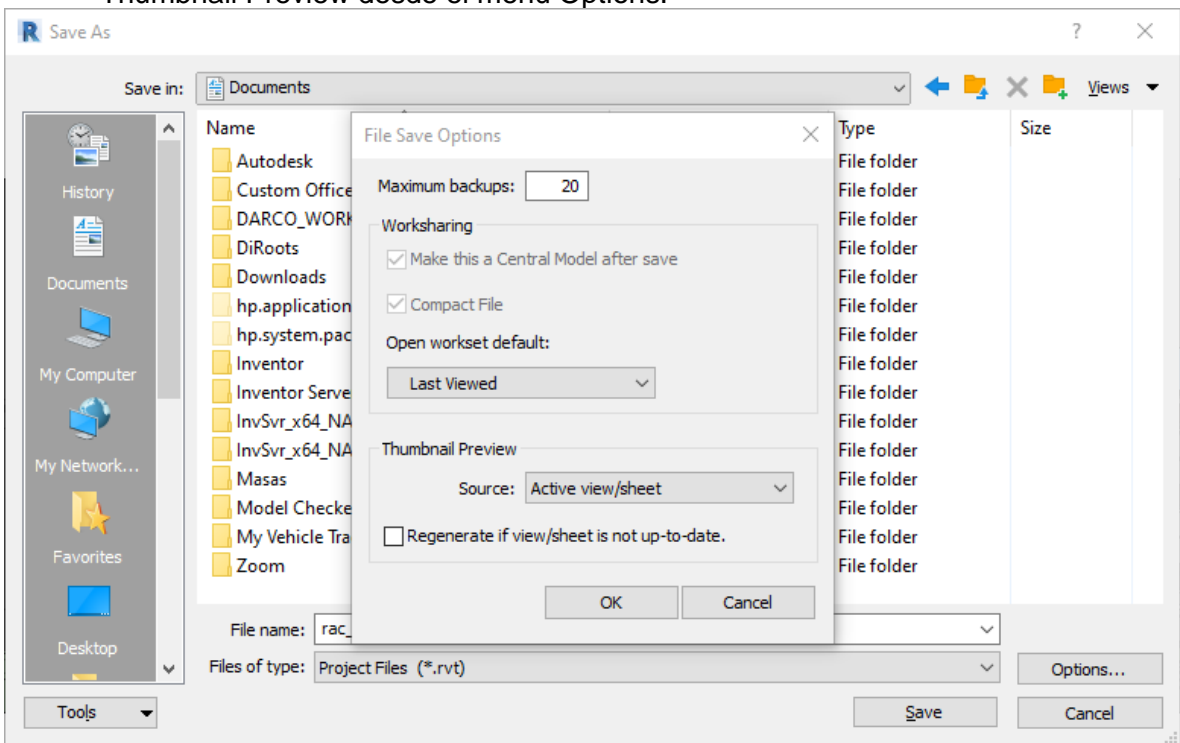 Thumbnail Preview desde el menú Options.
Save As
Save in: Documents Views
History
Documents
My Computer
My Network...
Favorites
Desktop
Name Type Size
Autodesk File folder
Custom Office File folder
DARCO_WORK File folder
DiRoots File folder
Downloads File folder
hp.application File folder
hp.system.pac File folder
Inventor File folder
Inventor Serve File folder
InvSvr_x64_NA File folder
InvSvr_x64_NA File folder
Masas File folder
Model Checke File folder
My Vehicle Tra File folder
Zoom File folder
File Save Options
Maximum backups: 20
Worksharing
Make this a Central Model after save
Compact File
Open workset default:
Last Viewed
Thumbnail Preview
Source: Active view/sheet
Regenerate if view/sheet is not up-to-date.
OK Cancel
File name: rac_
Files of type: Project Files (*.rvt) Options...
Tools Save Cancel